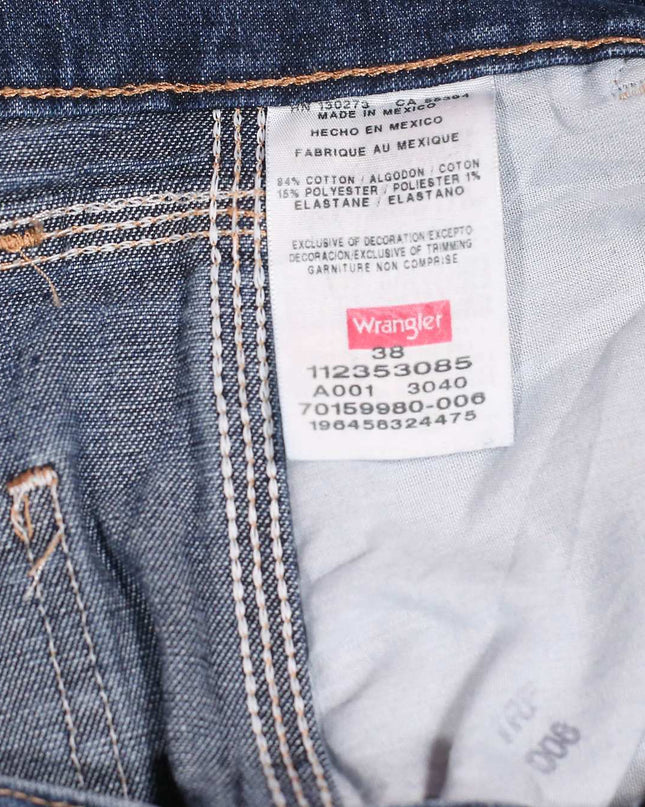 RN 130273 CA 56364
MADE IN MEXICO
HECHO EN MEXICO
FABRIQUE AU MEXIQUE
84% COTTON / ALGODON / COTON
15% POLYESTER / POLIESTER 1%
ELASTANE / ELASTANO
EXCLUSIVE OF DECORATION/EXCEPTO
DECORACION/EXCLUSIVE OF TRIMMING
GARNITURE NON COMPRISE
Wrangler
38
112353085
A001 3040
70159980-006
196458324475
006